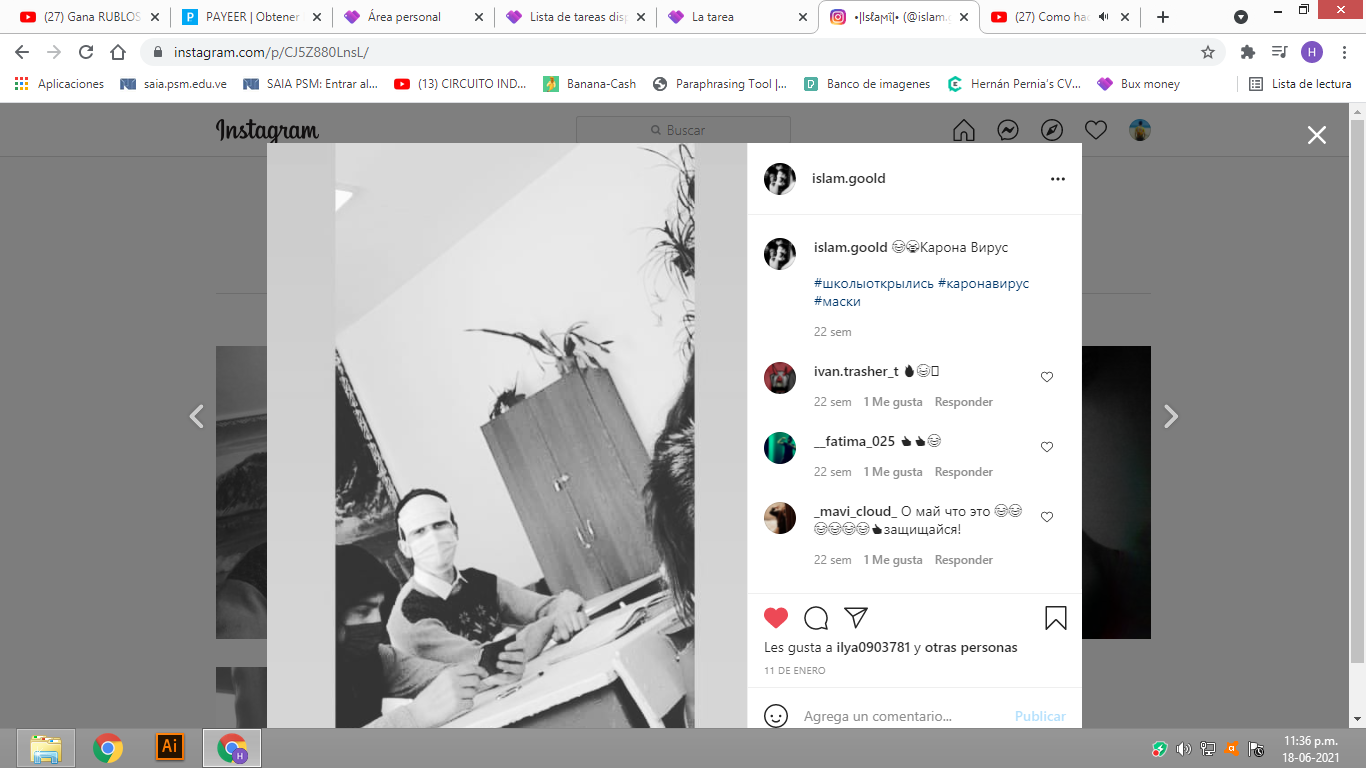 (27) Gana RUBLOS
PAYEER | Obtener
Área personal
Lista de tareas disp
La tarea
(@islam.
(27) Como hac
instagram.com/p/CJ5Z880LnsL/
H
Aplicaciones
saia.psm.edu.ve
SAIA PSM: Entrar al...
(13) CIRCUITO IND...
Banana-Cash
Paraphrasing Tool |...
Banco de imagenes
Hernán Pernia's CV...
Bux money
Lista de lectura
Instagram
Buscar
islam.goold
islam.goold 😅😭Карона Вирус
#школыоткрылись #каронавирус
#маски
22 sem
ivan.trasher_t 🔥😅
22 sem 1 Me gusta Responder
__fatima_025 👍👍😅
22 sem 1 Me gusta Responder
_mavi_cloud_ О май что это 😅😅
😅😅😅😅👍защищайся!
22 sem 1 Me gusta Responder
Les gusta a ilya0903781 y otras personas
11 DE ENERO
Agrega un comentario...
Publicar
Ai
H
11:36 p.m.
18-06-2021